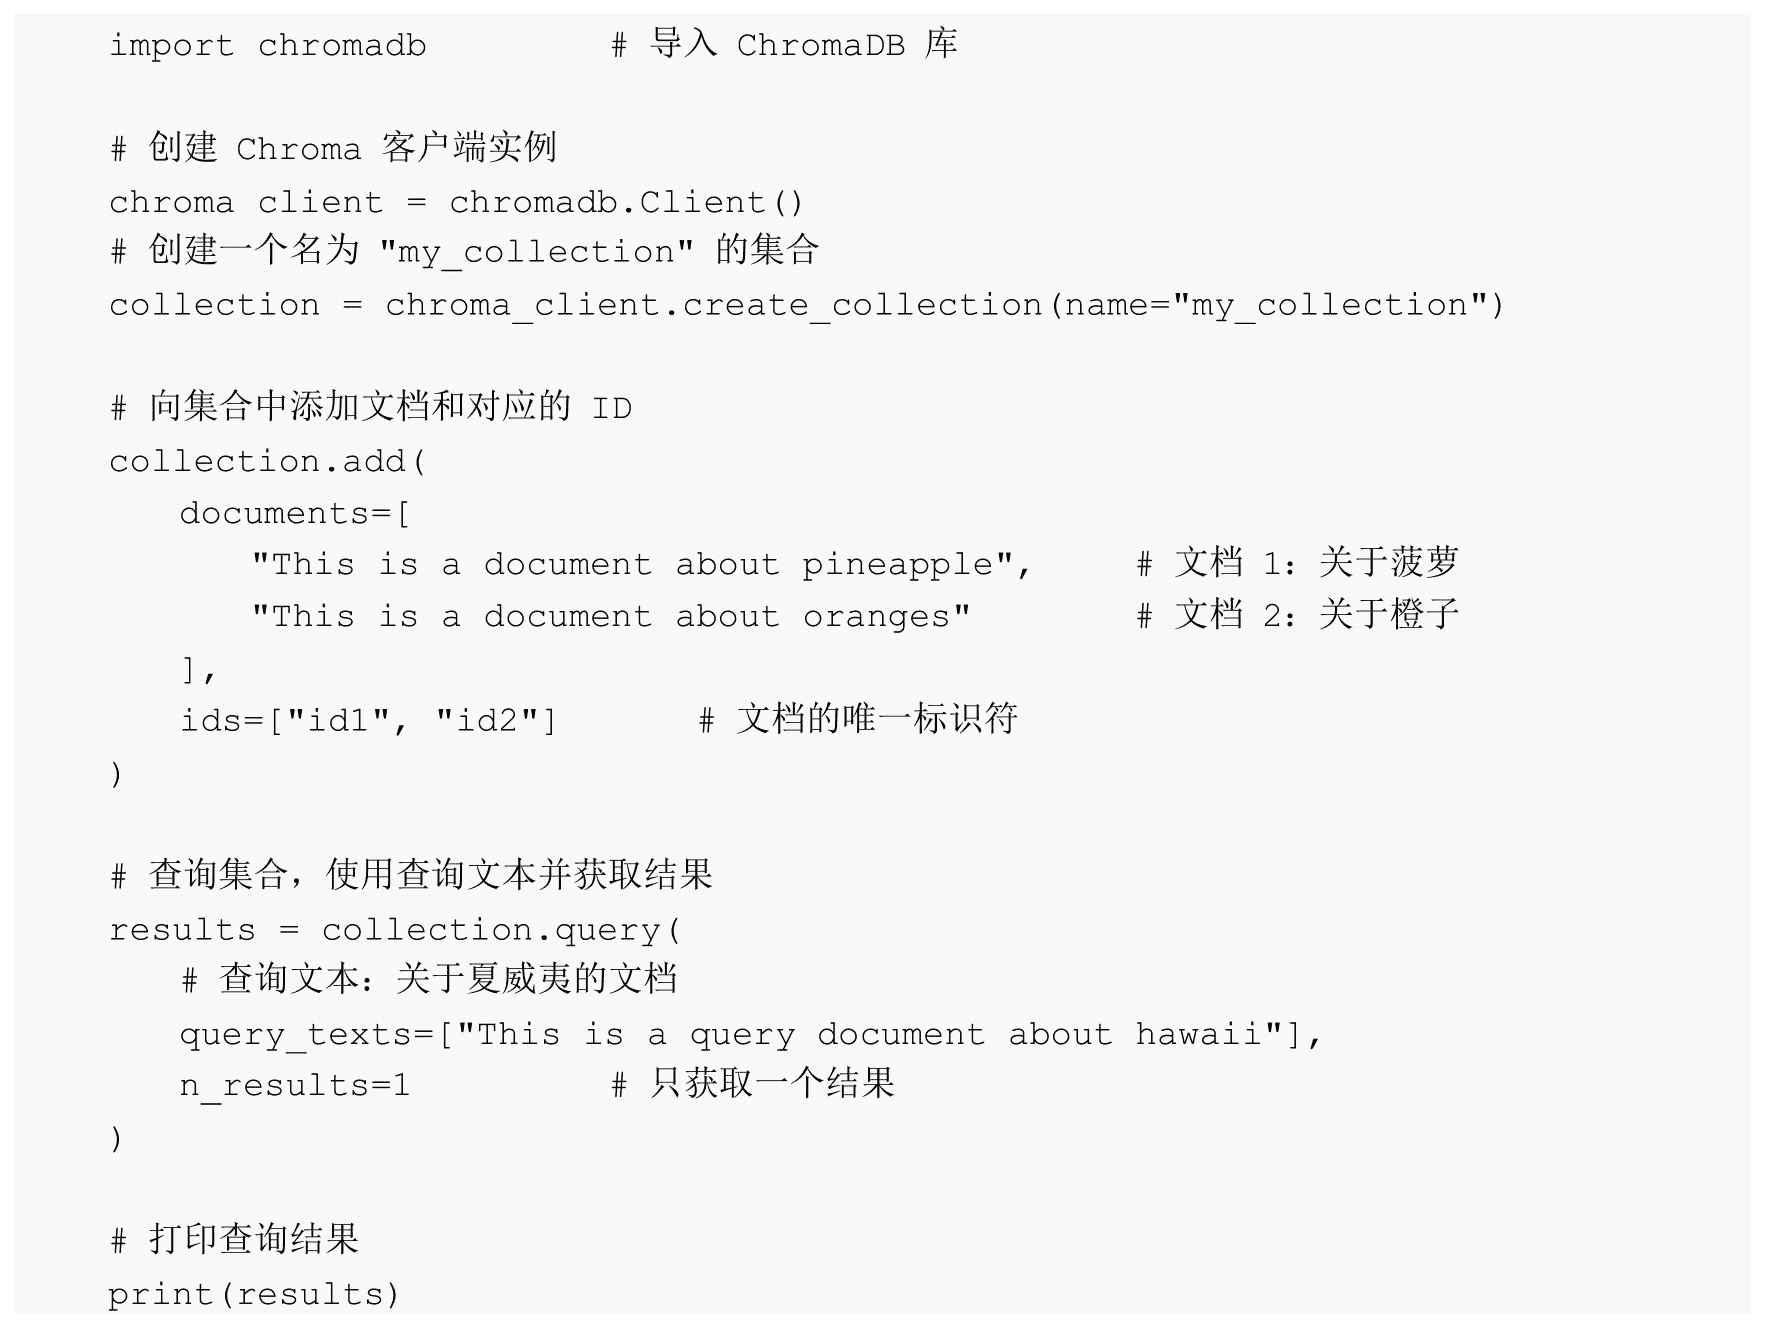 import chromadb        # 导入 ChromaDB 库
# 创建 Chroma 客户端实例
chroma client = chromadb.Client()
# 创建一个名为 "my_collection" 的集合
collection = chroma_client.create_collection(name="my_collection")
# 向集合中添加文档和对应的 ID
collection.add(
    documents=[
        "This is a document about pineapple",     # 文档 1：关于菠萝
        "This is a document about oranges"        # 文档 2：关于橙子
    ],
    ids=["id1", "id2"]       # 文档的唯一标识符
)
# 查询集合，使用查询文本并获取结果
results = collection.query(
    # 查询文本：关于夏威夷的文档
    query_texts=["This is a query document about hawaii"],
    n_results=1          # 只获取一个结果
)
# 打印查询结果
print(results)